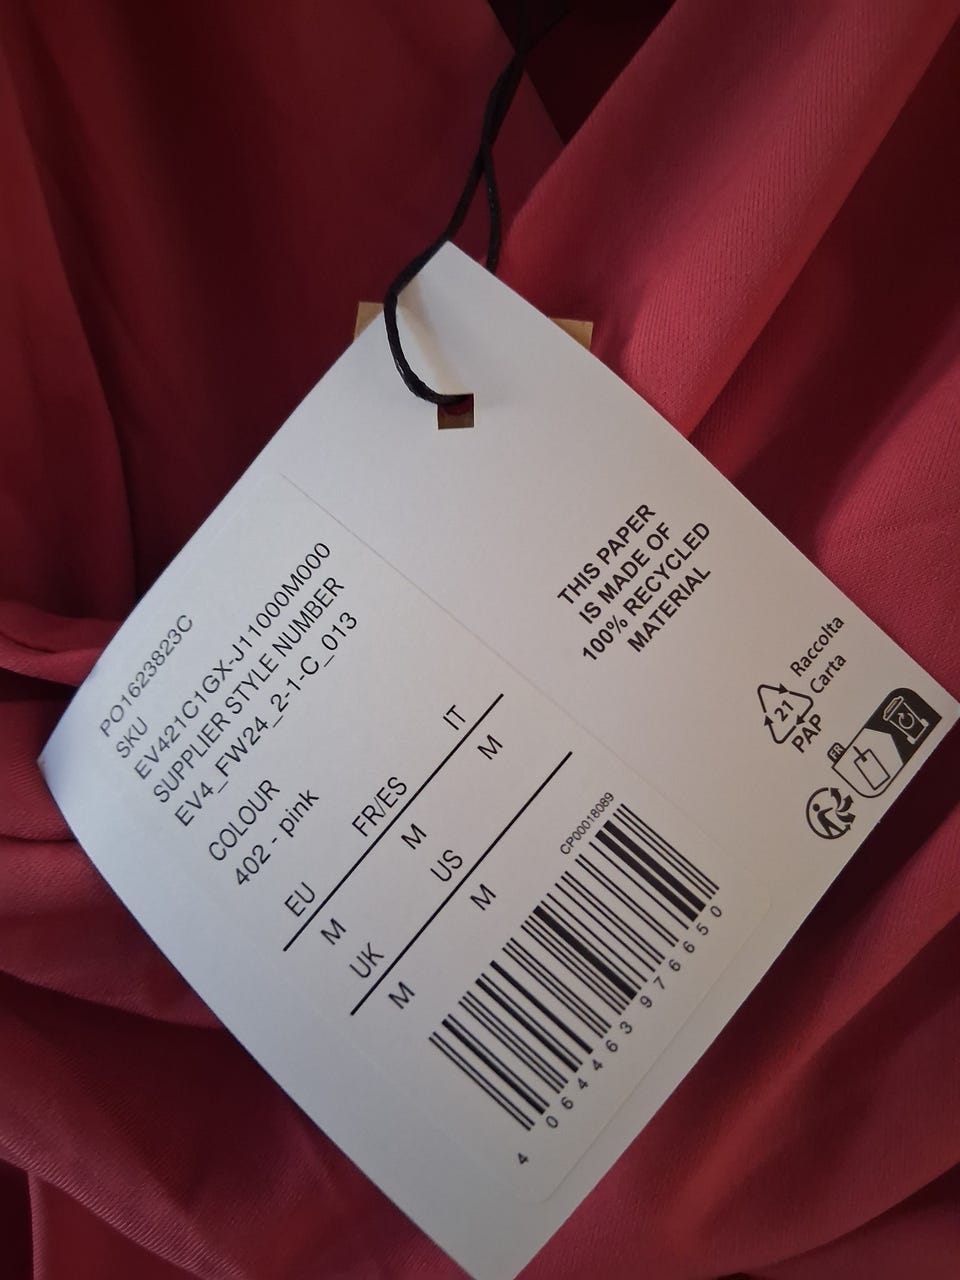 PO1623823C
SKU
EV421C1GX-J11000M000
SUPPLIER STYLE NUMBER
EV4_FW24_2-1-C_013
COLOUR
402 - pink
EU FR/ES IT
M M M
UK US
M M
CP00018089
4 064463 976650
THIS PAPER
IS MADE OF
100% RECYCLED
MATERIAL
21
PAP
Raccolta
Carta
FR